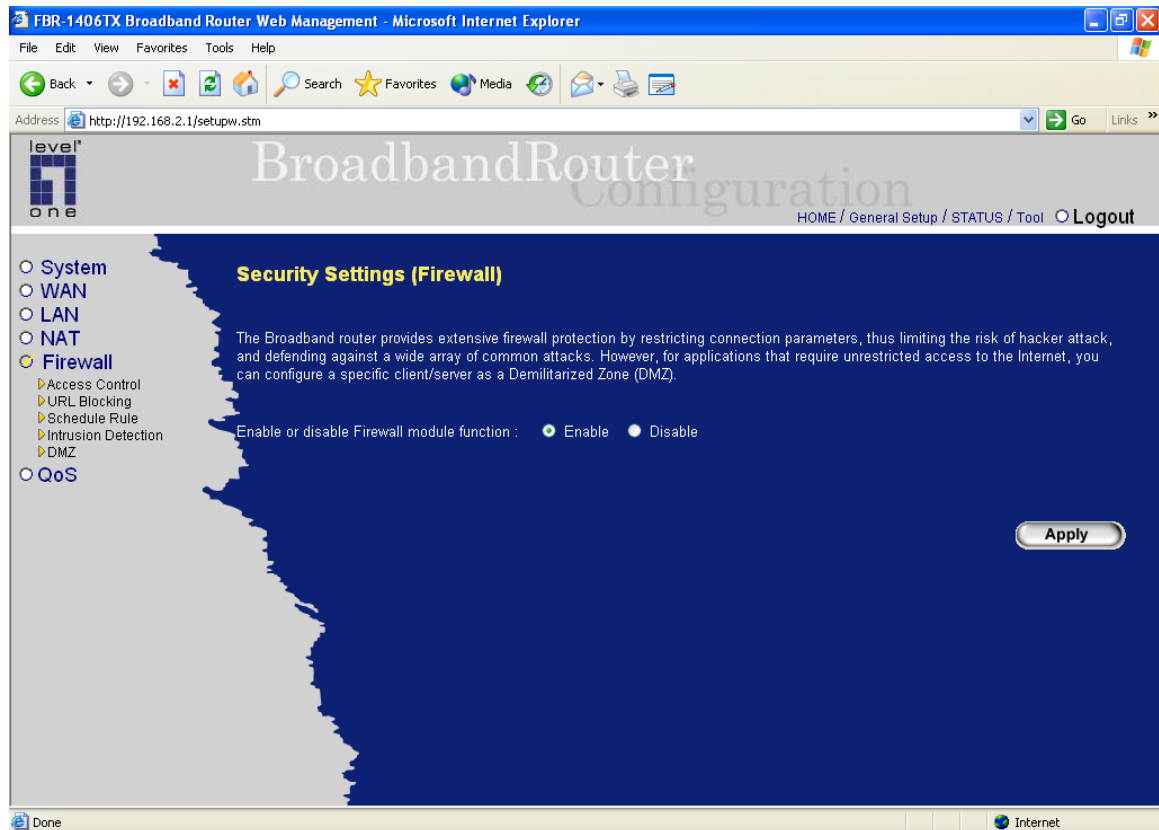 FBR-1406TX Broadband Router Web Management - Microsoft Internet Explorer
File Edit View Favorites Tools Help
Back Search Favorites Media
Address http://192.168.2.1/setupw.stm Go Links »
level
one
BroadbandRouter
Configuration
HOME / General Setup / STATUS / Tool Logout
System
WAN
LAN
NAT
Firewall
Access Control
URL Blocking
Schedule Rule
Intrusion Detection
DMZ
QoS
Security Settings (Firewall)
The Broadband router provides extensive firewall protection by restricting connection parameters, thus limiting the risk of hacker attack,
and defending against a wide array of common attacks. However, for applications that require unrestricted access to the Internet, you
can configure a specific client/server as a Demilitarized Zone (DMZ).
Enable or disable Firewall module function : Enable Disable
Apply
Done Internet